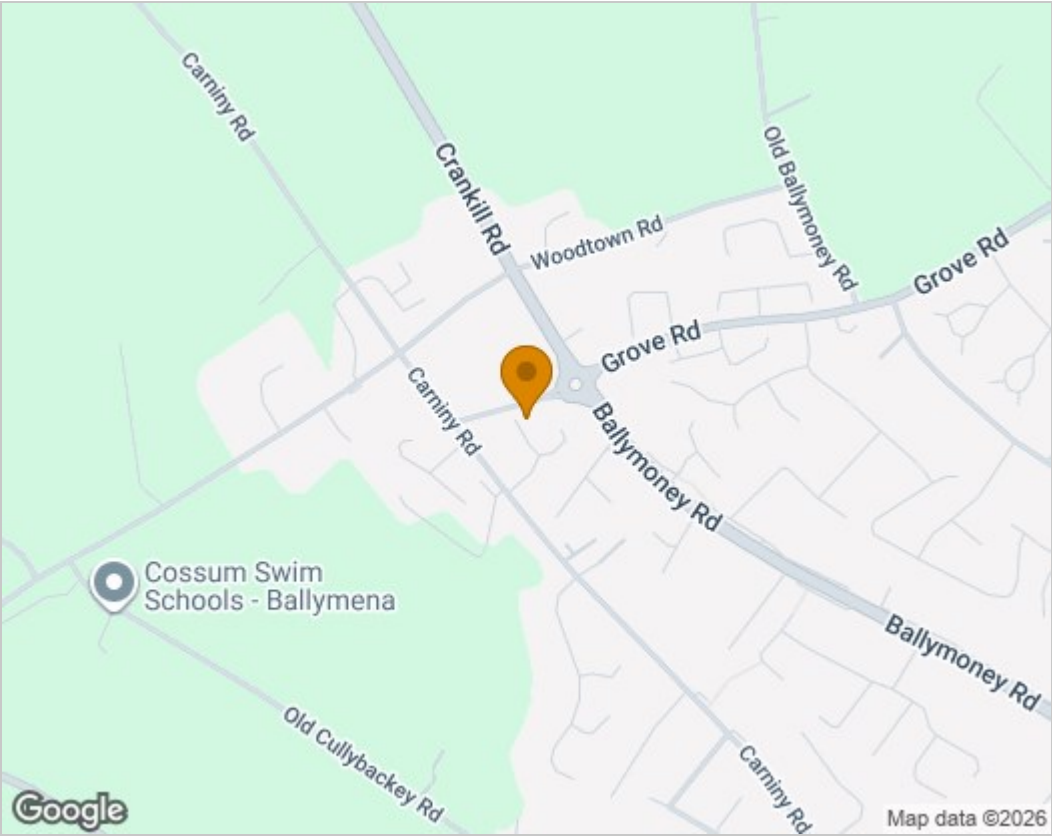 Carniny Rd
Crankill Rd
Old Ballymoney Rd
Woodtown Rd
Grove Rd
Grove Rd
Carniny Rd
Ballymoney Rd
Cossum Swim
Schools - Ballymena
Ballymoney Rd
Old Cullybackey Rd
Carniny Rd
Google
Map data ©2026